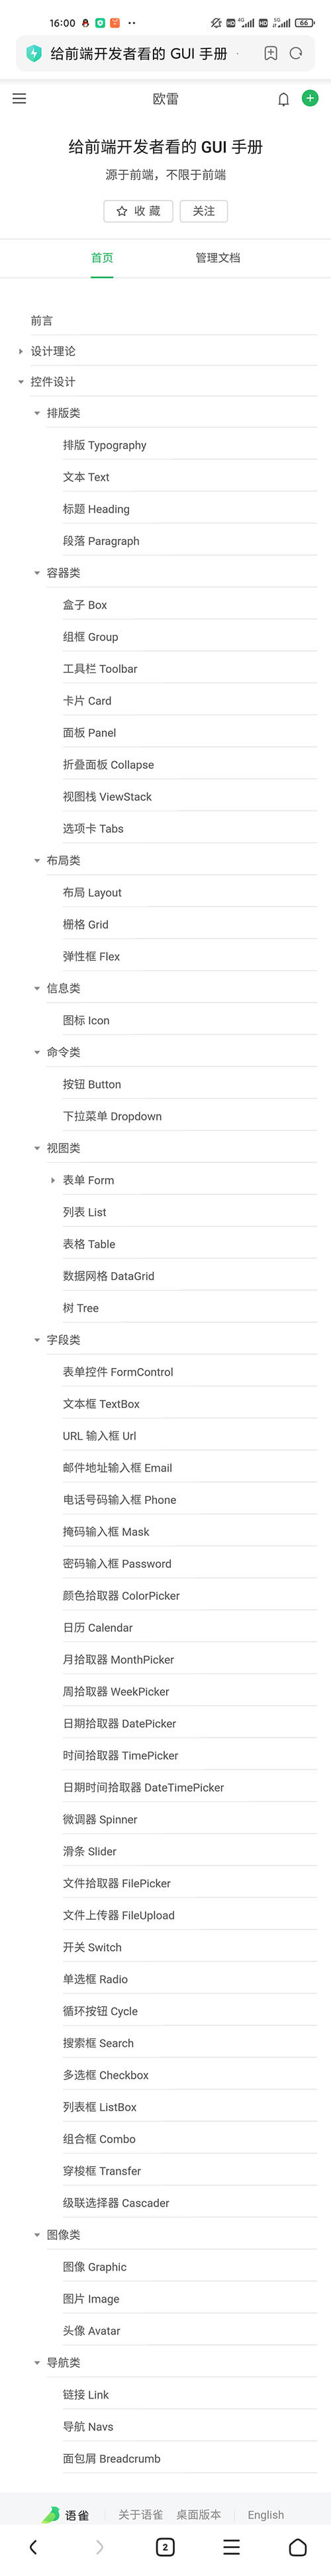 16:00
4G
5G
66
给前端开发者看的 GUI 手册 ·
欧雷
给前端开发者看的 GUI 手册
源于前端，不限于前端
收 藏
关注
首页
管理文档
前言
设计理论
控件设计
排版类
排版 Typography
文本 Text
标题 Heading
段落 Paragraph
容器类
盒子 Box
组框 Group
工具栏 Toolbar
卡片 Card
面板 Panel
折叠面板 Collapse
视图栈 ViewStack
选项卡 Tabs
布局类
布局 Layout
栅格 Grid
弹性框 Flex
信息类
图标 Icon
命令类
按钮 Button
下拉菜单 Dropdown
视图类
表单 Form
列表 List
表格 Table
数据网格 DataGrid
树 Tree
字段类
表单控件 FormControl
文本框 TextBox
URL 输入框 Url
邮件地址输入框 Email
电话号码输入框 Phone
掩码输入框 Mask
密码输入框 Password
颜色拾取器 ColorPicker
日历 Calendar
月拾取器 MonthPicker
周拾取器 WeekPicker
日期拾取器 DatePicker
时间拾取器 TimePicker
日期时间拾取器 DateTimePicker
微调器 Spinner
滑条 Slider
文件拾取器 FilePicker
文件上传器 FileUpload
开关 Switch
单选框 Radio
循环按钮 Cycle
搜索框 Search
多选框 Checkbox
列表框 ListBox
组合框 Combo
穿梭框 Transfer
级联选择器 Cascader
图像类
图像 Graphic
图片 Image
头像 Avatar
导航类
链接 Link
导航 Navs
面包屑 Breadcrumb
语雀
关于语雀
桌面版本
English
2